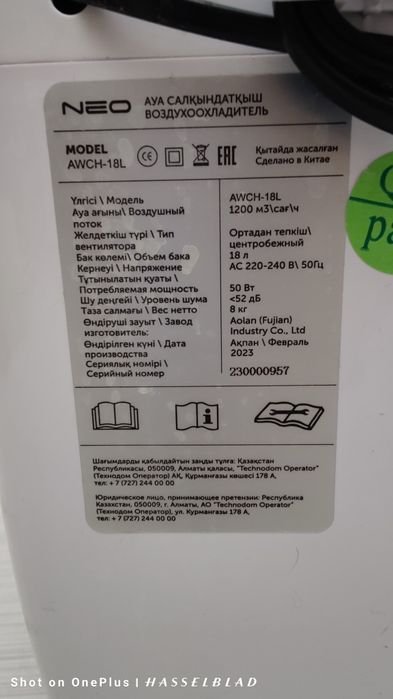 NEO
АУА САЛҚЫНДАТҚЫШ
ВОЗДУХООХЛАДИТЕЛЬ
MODEL
AWCH-18L
CE
EAC
Қытайда жасалған
Сделано в Китае
Үлгісі \ Модель AWCH-18L
Ауа ағыны\ Воздушный 1200 м3\сағ\ч
поток
Желдеткіш түрі \ Тип Ортадан тепкіш\
вентилятора центробежный
Бак көлемі\ Объем бака 18 л
Кернеуі \ Напряжение AC 220-240 В\ 50Гц
Тұтынылатын қуаты \
Потребляемая мощность 50 Вт
Шу деңгейі \ Уровень шума <52 дБ
Таза салмағы \ Вес нетто 8 кг
Өндіруші зауыт \ Завод Aolan (Fujian)
изготовитель: Industry Co., Ltd
Өндірілген күні \ Дата Ақпан \ Февраль
производства 2023
Сериялық нөмірі \
Серийный номер 230000957
Шағымдарды қабылдайтын заңды тұлға: Қазақстан
Республикасы, 050009, Алматы қаласы, "Technodom Operator"
(Технодом Оператор) АҚ, Құрманғазы көшесі 178 А,
тел: + 7 (727) 244 00 00
Юридическое лицо, принимающее претензии: Республика
Казахстан, 050009, г. Алматы, АО "Technodom Operator"
(Технодом Оператор), ул. Курмангазы 178 А,
тел: + 7 (727) 244 00 00
Shot on OnePlus | HASSELBLAD